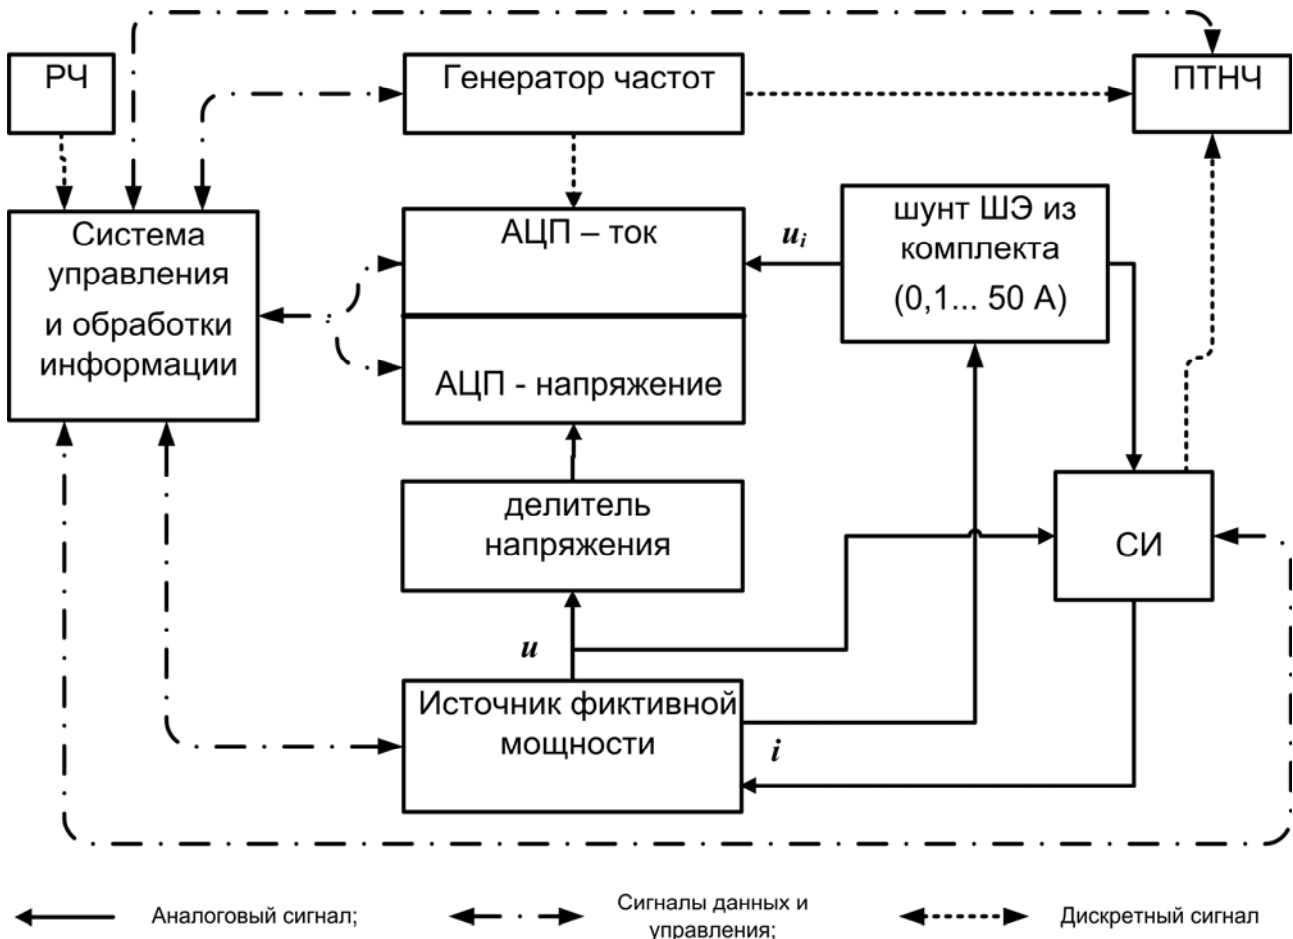 РЧ
Генератор частот
ПТНЧ
Система
управления
и обработки
информации
АЦП – ток
u i
шунт ШЭ из
комплекта
(0,1... 50 А)
АЦП - напряжение
делитель
напряжения
СИ
u
Источник фиктивной
мощности
i
Аналоговый сигнал;
Сигналы данных и
управления;
Дискретный сигнал